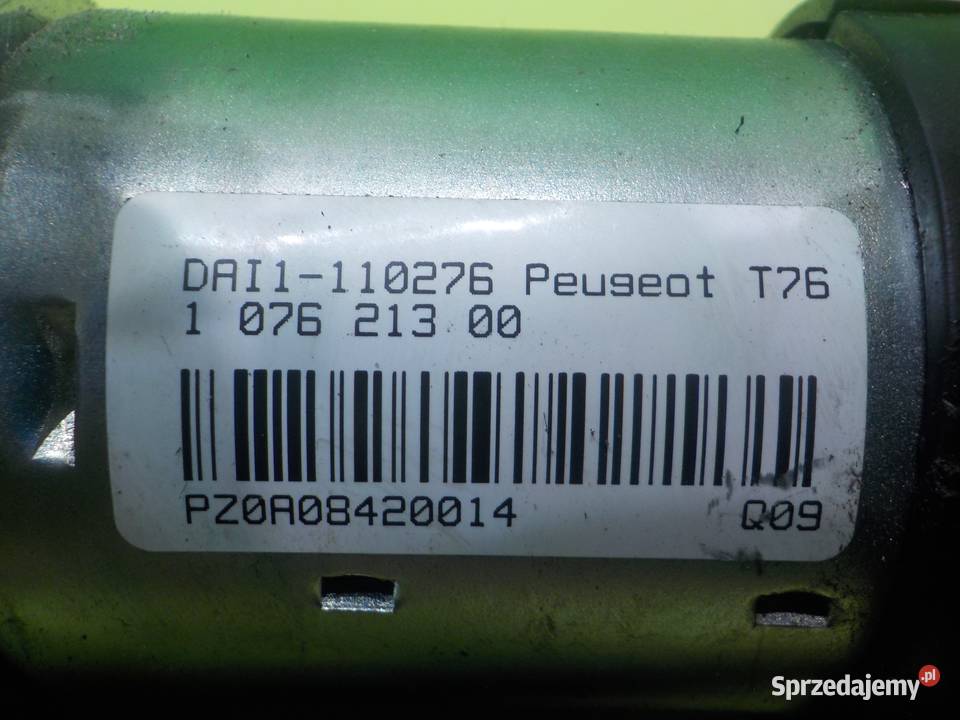 DAI1-110276 Peugeot T76
1 076 213 00
PZ0A08420014 Q09
Sprzedajemy.pl